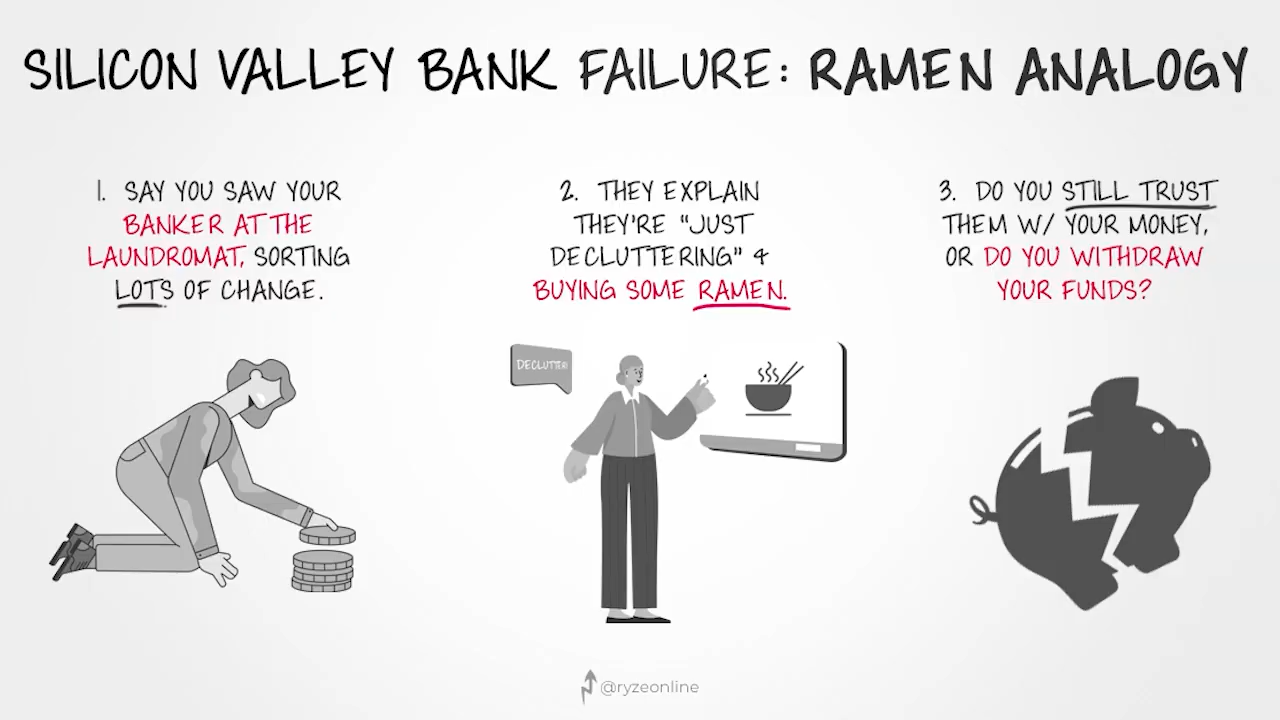 SILICON VALLEY BANK FAILURE: RAMEN ANALOGY
1. SAY YOU SAW YOUR
BANKER AT THE
LAUNDROMAT, SORTING
LOTS OF CHANGE.
2. THEY EXPLAIN
THEY'RE "JUST
DECLUTTERING" &
BUYING SOME RAMEN.
3. DO YOU STILL TRUST
THEM W/ YOUR MONEY,
OR DO YOU WITHDRAW
YOUR FUNDS?
DECLUTTER!
@ryzeonline